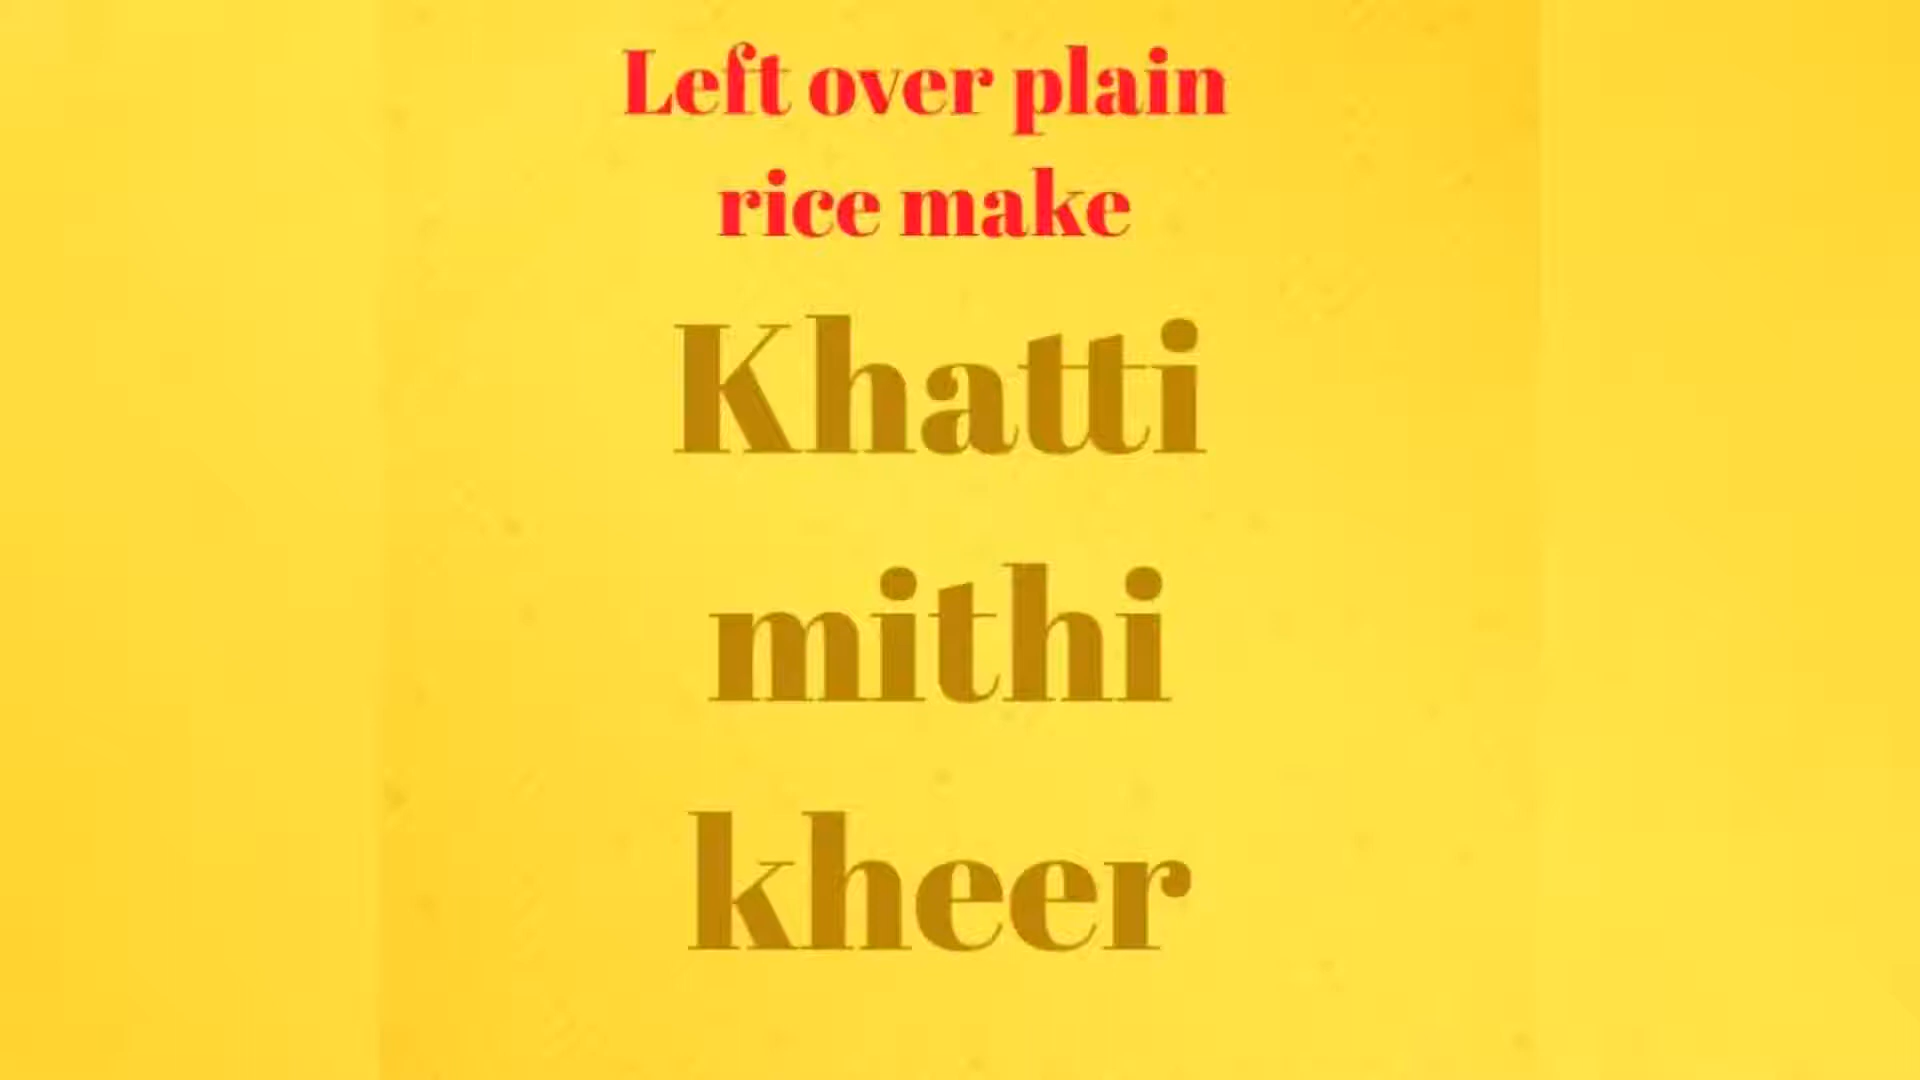 Left over plain
rice make
Khatti
mithi
kheer